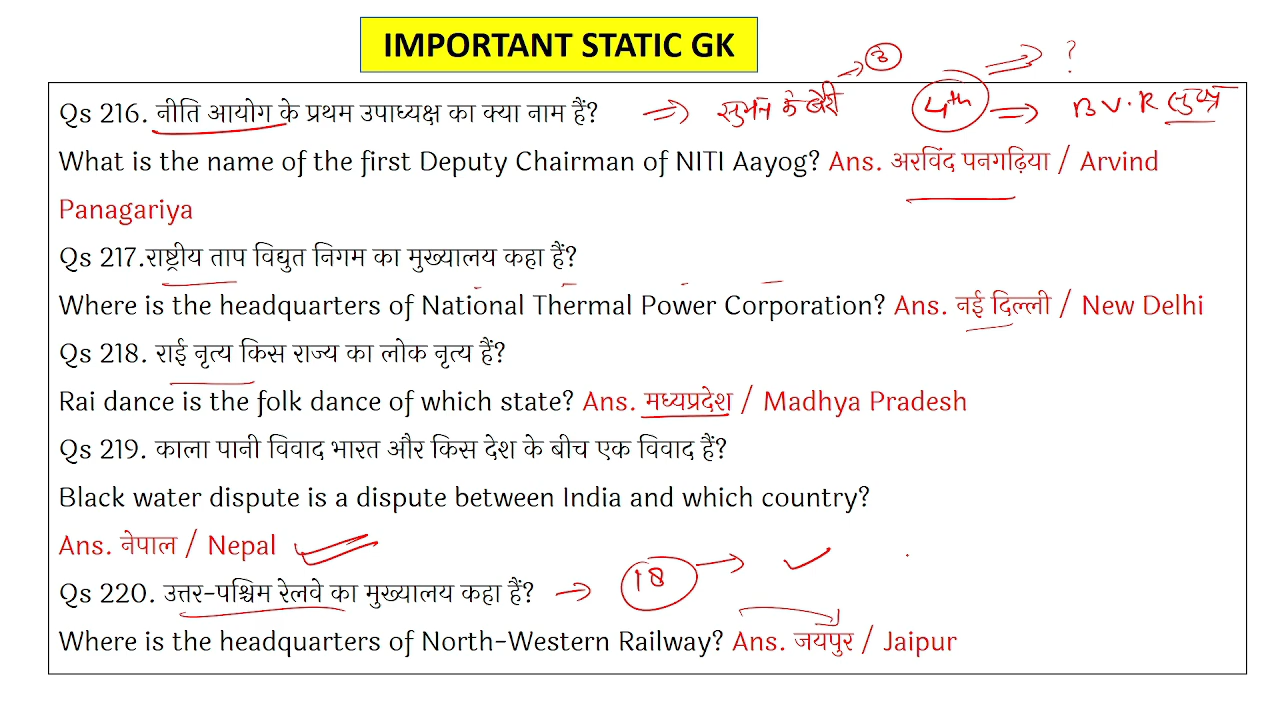 IMPORTANT STATIC GK
Qs 216. नीति आयोग के प्रथम उपाध्यक्ष का क्या नाम हैं? ⇒ सुमन के बेरी → 3 4th ⇒ ?
⇒ B V. R सुब्र
What is the name of the first Deputy Chairman of NITI Aayog? Ans. अरविंद पनगढ़िया / Arvind
Panagariya
Qs 217.राष्ट्रीय ताप विद्युत निगम का मुख्यालय कहा हैं?
Where is the headquarters of National Thermal Power Corporation? Ans. नई दिल्ली / New Delhi
Qs 218. राई नृत्य किस राज्य का लोक नृत्य हैं?
Rai dance is the folk dance of which state? Ans. मध्यप्रदेश / Madhya Pradesh
Qs 219. काला पानी विवाद भारत और किस देश के बीच एक विवाद हैं?
Black water dispute is a dispute between India and which country?
Ans. नेपाल / Nepal
Qs 220. उत्तर-पश्चिम रेलवे का मुख्यालय कहा हैं? → 18 →
Where is the headquarters of North-Western Railway? Ans. जयपुर / Jaipur